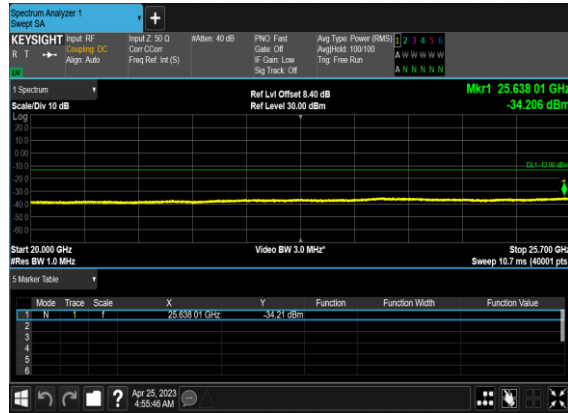 Spectrum Analyzer 1
Swept SA
+
KEYSIGHT Input: RF Input Z: 50 Ω #Atten: 40 dB PNO: Fast Avg Type: Power (RMS) 1 2 3 4 5 6
R T Coupling: DC Corr CCorr Gate: Off Avg|Hold: 100/100 A W W W W W
Align: Auto Freq Ref: Int (S) IF Gain: Low Trig: Free Run
Sig Track: Off A N N N N N
1 Spectrum Ref Lvl Offset 8.40 dB Mkr1 25.638 01 GHz
Scale/Div 10 dB Ref Level 30.00 dBm -34.206 dBm
Log
20.0
10.0
0.00
-10.0 DL1 -13.00 dBm
-20.0
-30.0
-40.0
-50.0
-60.0
Start 20.000 GHz Video BW 3.0 MHz* Stop 25.700 GHz
#Res BW 1.0 MHz Sweep 10.7 ms (40001 pts)
5 Marker Table
Mode Trace Scale X Y Function Function Width Function Value
1 N 1 f 25.638 01 GHz -34.21 dBm
2
3
4
5
6
? Apr 25, 2023
4:55:46 AM